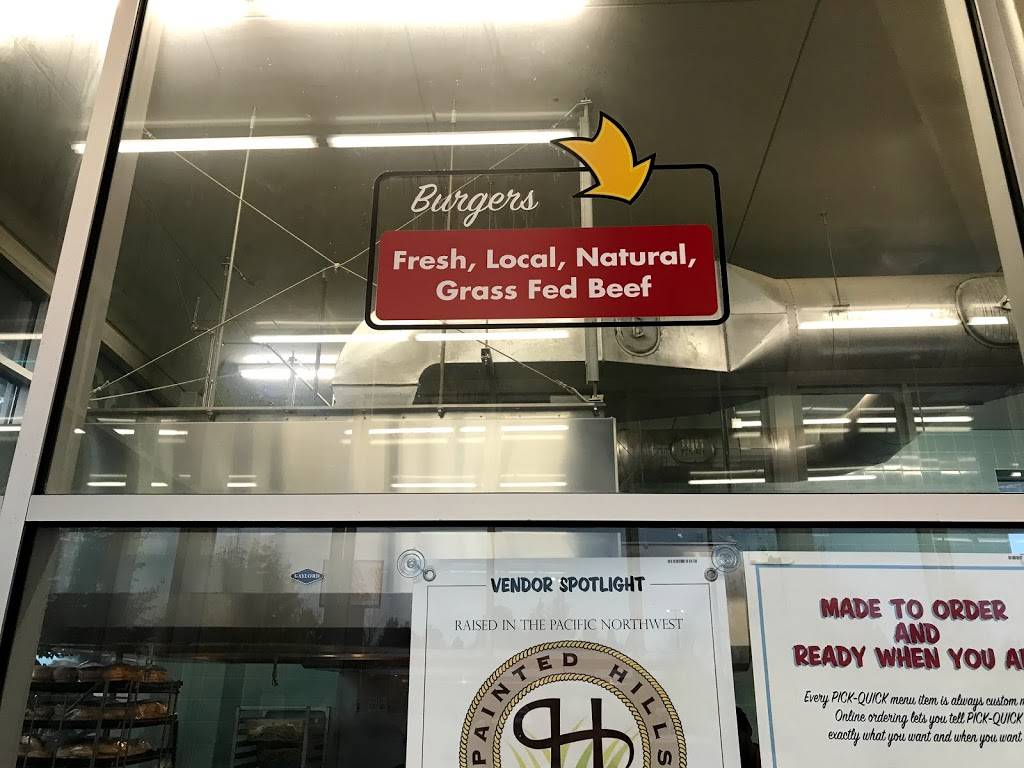 Burgers
Fresh, Local, Natural,
Grass Fed Beef
GAYLORD
VENDOR SPOTLIGHT
RAISED IN THE PACIFIC NORTHWEST
PAINTED HILLS
H
MADE TO ORDER
AND
READY WHEN YOU
Every PICK-QUICK menu item is always custom
Online ordering lets you tell PICK-QUICK
exactly what you want and when you want